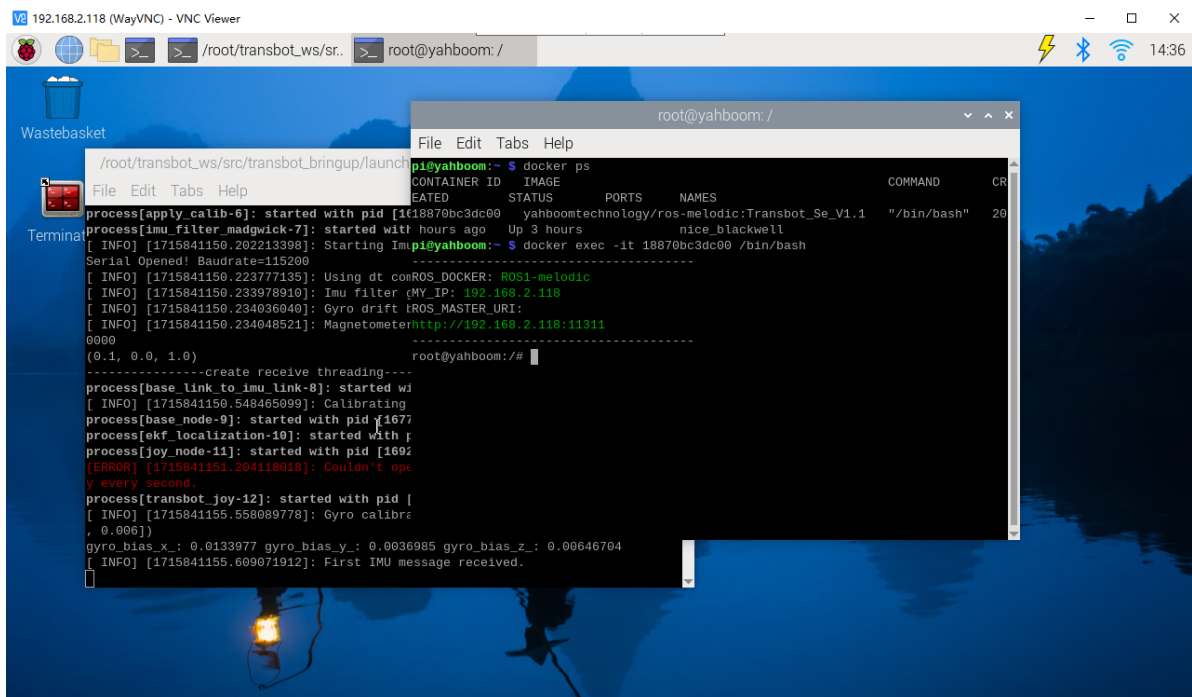 192.168.2.118 (WayVNC) - VNC Viewer
/root/transbot_ws/sr.. root@yahboom: / 14:36
Wastebasket
Terminat
/root/transbot_ws/src/transbot_bringup/launch
File Edit Tabs Help
process[apply_calib-6]: started with pid [16
process[imu_filter_madgwick-7]: started with
[ INFO] [1715841150.202213398]: Starting Imu
Serial Opened! Baudrate=115200
[ INFO] [1715841150.223777135]: Using dt com
[ INFO] [1715841150.233978910]: Imu filter g
[ INFO] [1715841150.234036040]: Gyro drift b
[ INFO] [1715841150.234048521]: Magnetometer
0000
(0.1, 0.0, 1.0)
----------------create receive threading----
process[base_link_to_imu_link-8]: started wi
[ INFO] [1715841150.548465099]: Calibrating
process[base_node-9]: started with pid [1677
process[ekf_localization-10]: started with p
process[joy_node-11]: started with pid [1692
[ERROR] [1715841151.204118018]: Couldn't ope
y every second.
process[transbot_joy-12]: started with pid [
[ INFO] [1715841155.558089778]: Gyro calibra
, 0.006])
gyro_bias_x_: 0.0133977 gyro_bias_y_: 0.0036985 gyro_bias_z_: 0.00646704
[ INFO] [1715841155.609071912]: First IMU message received.
root@yahboom: /
File Edit Tabs Help
pi@yahboom:~ $ docker ps
CONTAINER ID IMAGE COMMAND CR
EATED STATUS PORTS NAMES
18870bc3dc00 yahboomtechnology/ros-melodic:Transbot_Se_V1.1 "/bin/bash" 20
 hours ago Up 3 hours nice_blackwell
pi@yahboom:~ $ docker exec -it 18870bc3dc00 /bin/bash
--------------------------------------
ROS_DOCKER: ROS1-melodic
MY_IP: 192.168.2.118
ROS_MASTER_URI:
http://192.168.2.118:11311
--------------------------------------
root@yahboom:/#